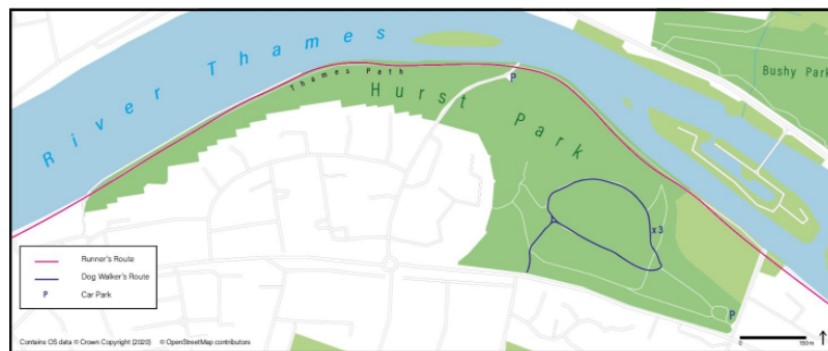 River Thames
Thames Path
P
Hurst Park
Bushy Park
x3
Runner's Route
Dog Walker's Route
P Car Park
P
0 150m
Contains OS data © Crown Copyright (2020) © OpenStreetMap contributors